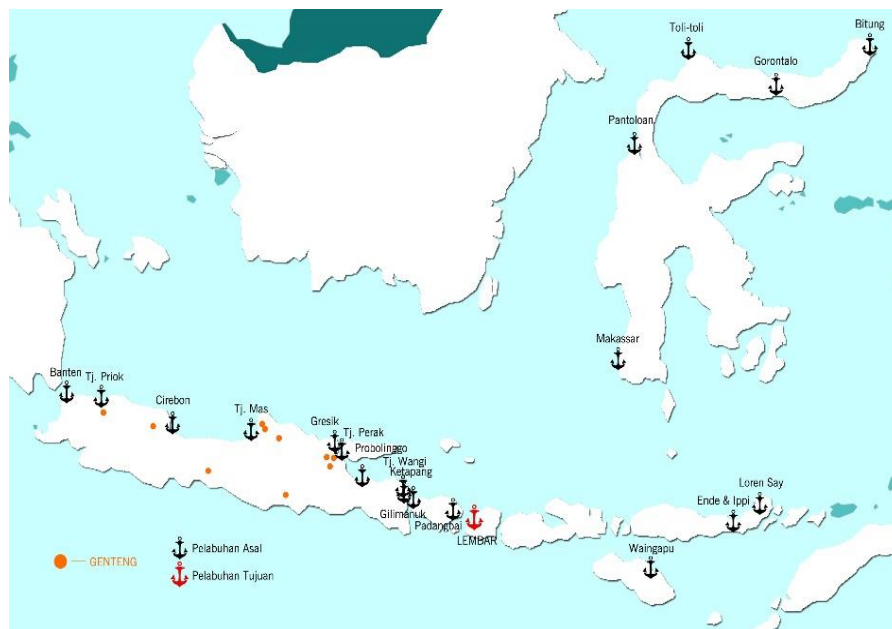 Toli-toli
Bitung
Gorontalo
Pantoloan
Makassar
Banten
Tj. Priok
Cirebon
Tj. Mas
Gresik
Tj. Perak
Probolinggo
Tj. Wangi
Ketapang
Gilimanuk
Padangbai
LEMBAR
Loren Say
Ende & Ippi
Waingapu
Pelabuhan Asal
GENTENG
Pelabuhan Tujuan